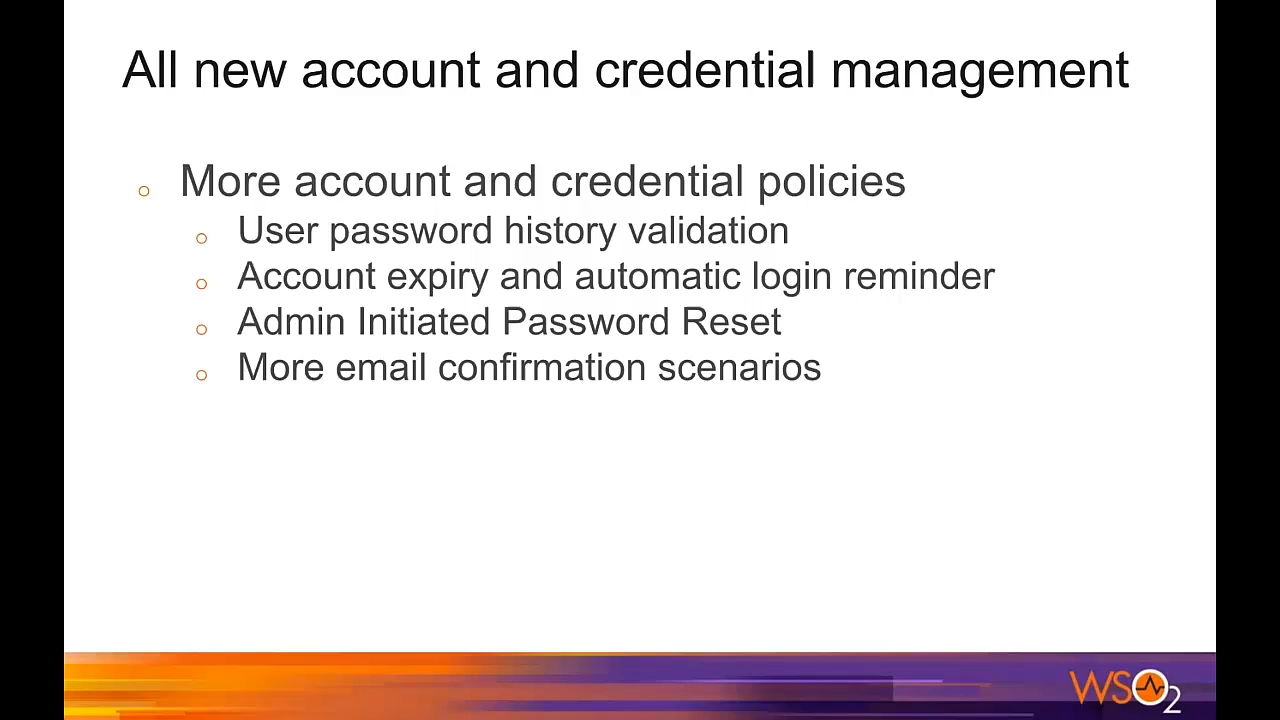 All new account and credential management
More account and credential policies
User password history validation
Account expiry and automatic login reminder
Admin Initiated Password Reset
More email confirmation scenarios
WSO2